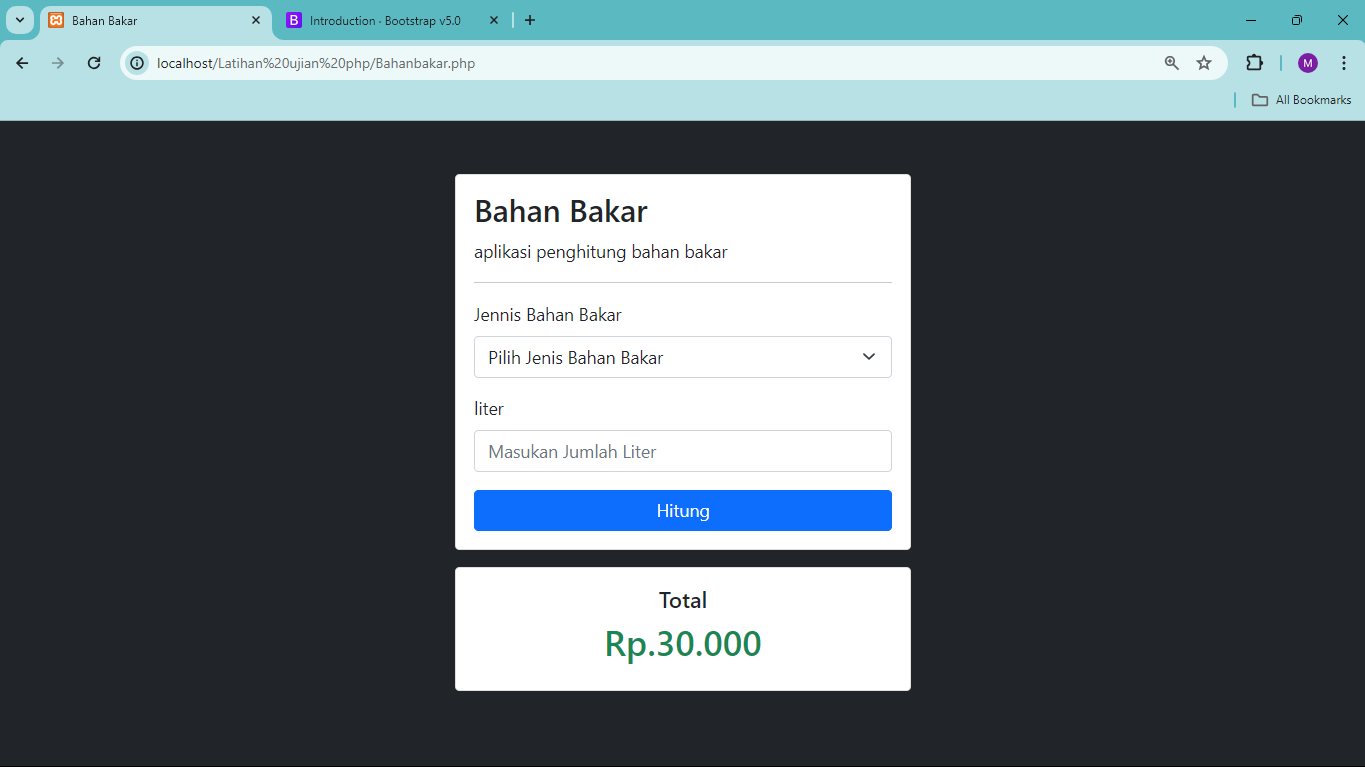 Bahan Bakar
B Introduction · Bootstrap v5.0
localhost/Latihan%20ujian%20php/Bahanbakar.php
M
All Bookmarks
Bahan Bakar
aplikasi penghitung bahan bakar
Jennis Bahan Bakar
Pilih Jenis Bahan Bakar
liter
Masukan Jumlah Liter
Hitung
Total
Rp.30.000